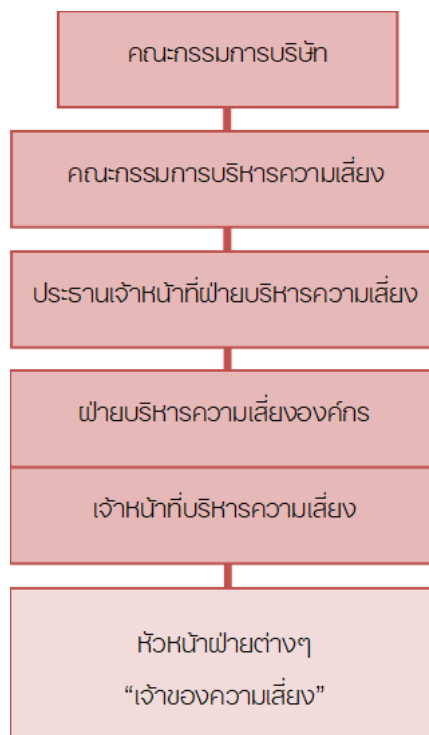 คณะกรรมการบริษัท
คณะกรรมการบริหารความเสี่ยง
ประธานเจ้าหน้าที่ฝ่ายบริหารความเสี่ยง
ฝ่ายบริหารความเสี่ยงองค์กร
เจ้าหน้าที่บริหารความเสี่ยง
หัวหน้าฝ่ายต่างๆ
“เจ้าของความเสี่ยง”